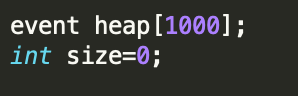 event heap[1000];
int size=0;